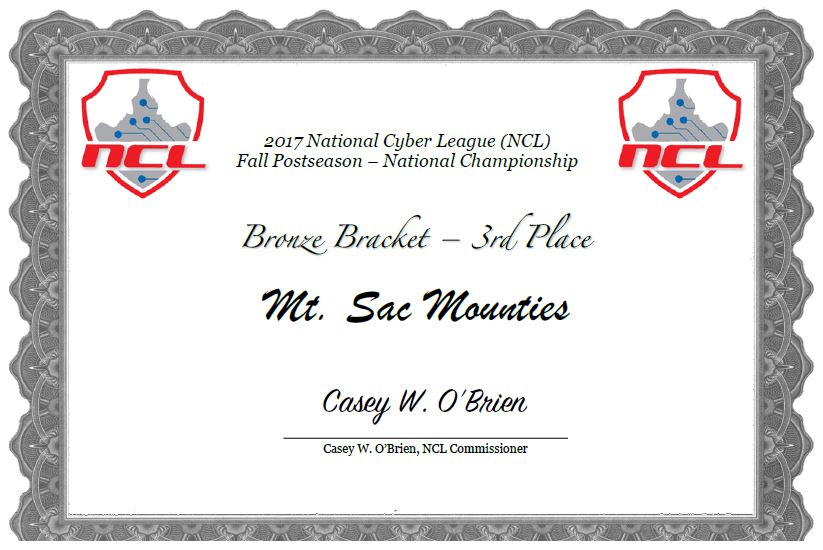 NCL
NCL
2017 National Cyber League (NCL)
Fall Postseason – National Championship
Bronze Bracket – 3rd Place
Mt. Sac Mounties
Casey W. O'Brien
Casey W. O'Brien, NCL Commissioner